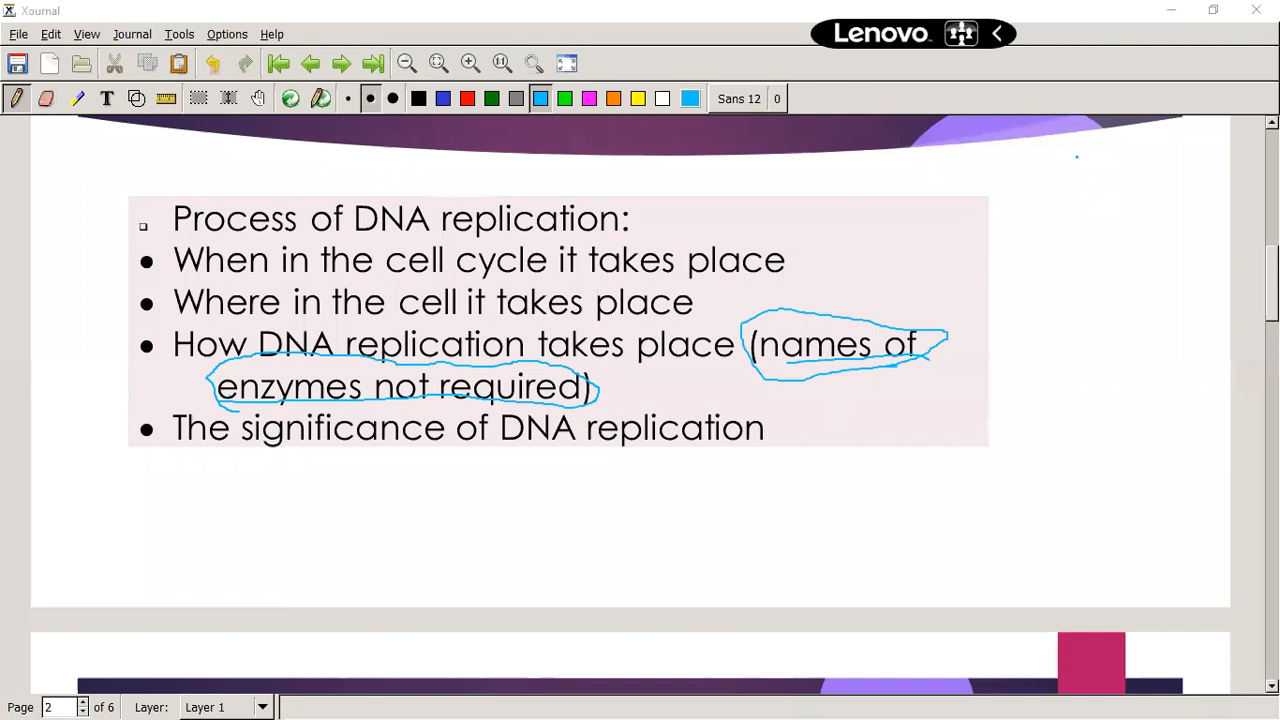 Xournal
Lenovo
File Edit View Journal Tools Options Help
Sans 12 0
Process of DNA replication:
When in the cell cycle it takes place
Where in the cell it takes place
How DNA replication takes place (names of
enzymes not required)
The significance of DNA replication
Page 2 of 6 Layer: Layer 1